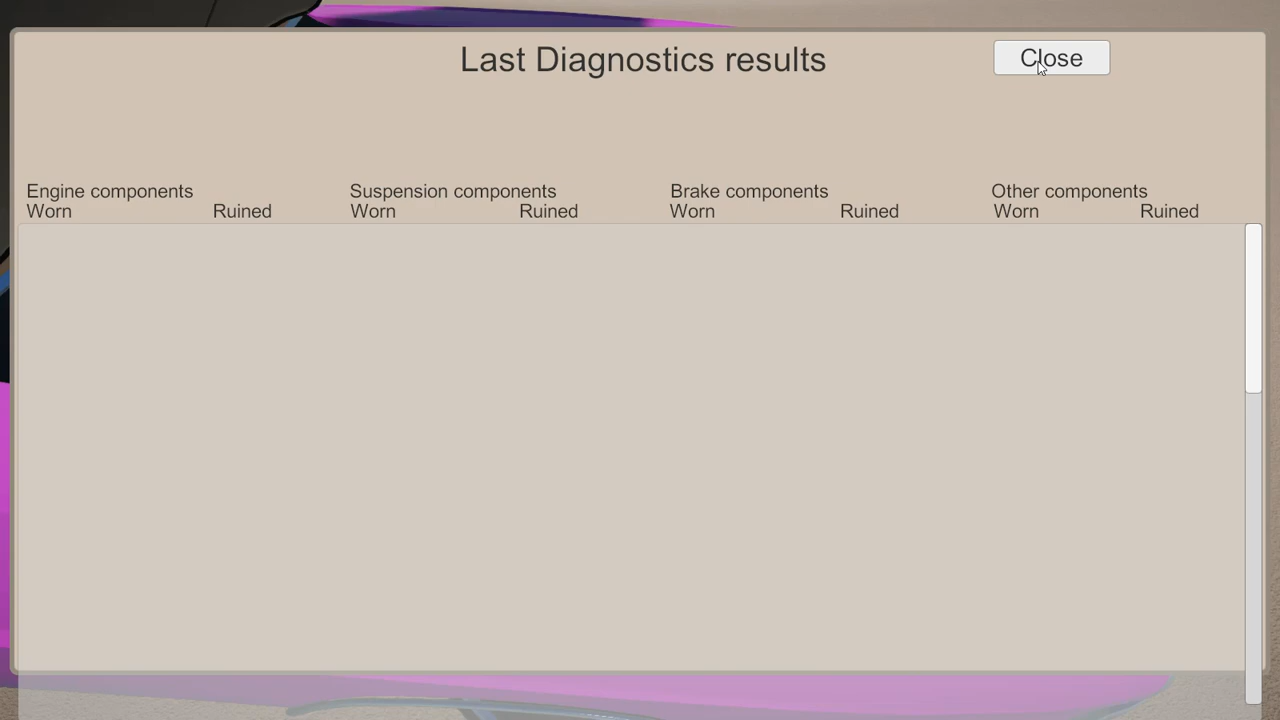 Last Diagnostics results
Close
Engine components
Worn Ruined
Suspension components
Worn Ruined
Brake components
Worn Ruined
Other components
Worn Ruined